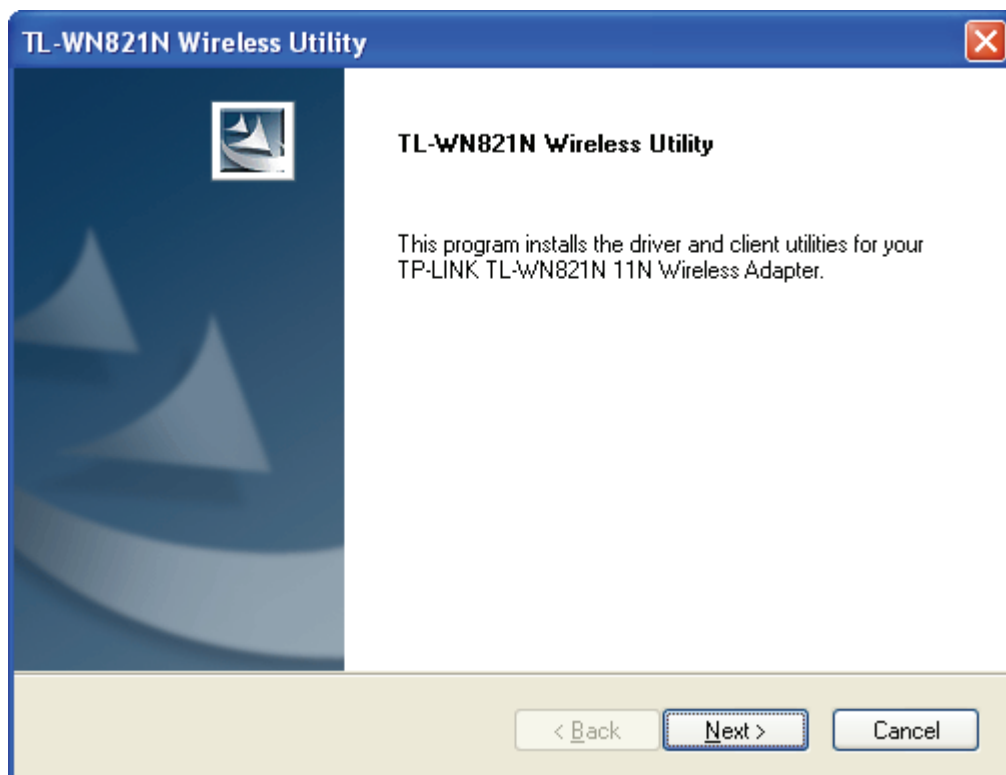 TL-WN821N Wireless Utility
TL-WN821N Wireless Utility
This program installs the driver and client utilities for your
TP-LINK TL-WN821N 11N Wireless Adapter.
< Back
Next >
Cancel